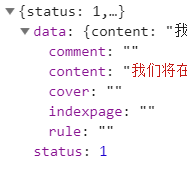 ▼{status: 1,…}
▼data: {content: "我
comment: ""
content: "我们将在
cover: ""
indexpage: ""
rule: ""
status: 1